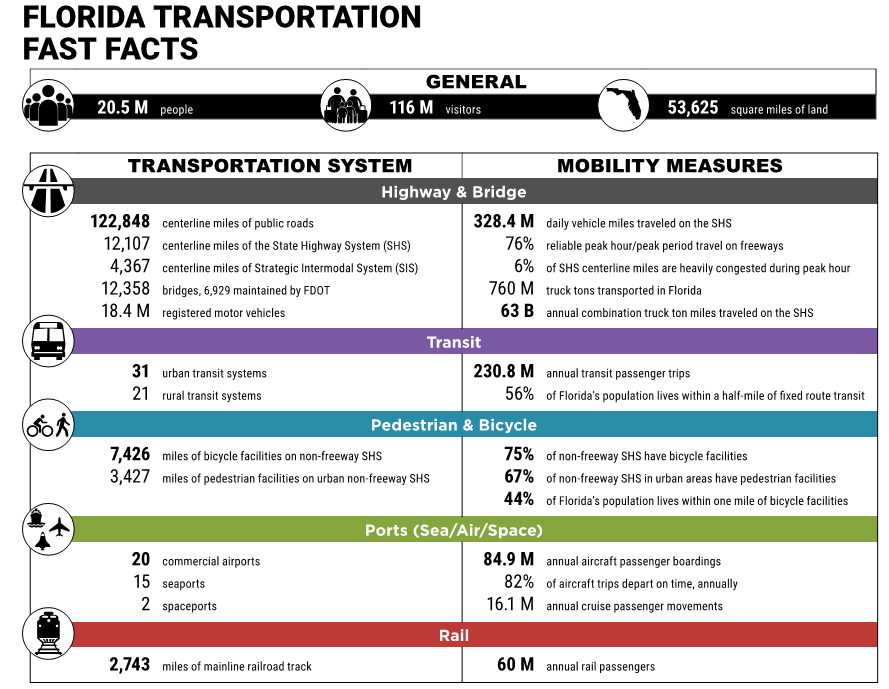 FLORIDA TRANSPORTATION
FAST FACTS
GENERAL
20.5 M people
116 M visitors
53,625 square miles of land
TRANSPORTATION SYSTEM
MOBILITY MEASURES
Highway & Bridge
122,848 centerline miles of public roads
12,107 centerline miles of the State Highway System (SHS)
4,367 centerline miles of Strategic Intermodal System (SIS)
12,358 bridges, 6,929 maintained by FDOT
18.4 M registered motor vehicles
328.4 M daily vehicle miles traveled on the SHS
76% reliable peak hour/peak period travel on freeways
6% of SHS centerline miles are heavily congested during peak hour
760 M truck tons transported in Florida
63 B annual combination truck ton miles traveled on the SHS
Transit
31 urban transit systems
21 rural transit systems
230.8 M annual transit passenger trips
56% of Florida's population lives within a half-mile of fixed route transit
Pedestrian & Bicycle
7,426 miles of bicycle facilities on non-freeway SHS
3,427 miles of pedestrian facilities on urban non-freeway SHS
75% of non-freeway SHS have bicycle facilities
67% of non-freeway SHS in urban areas have pedestrian facilities
44% of Florida's population lives within one mile of bicycle facilities
Ports (Sea/Air/Space)
20 commercial airports
15 seaports
2 spaceports
84.9 M annual aircraft passenger boardings
82% of aircraft trips depart on time, annually
16.1 M annual cruise passenger movements
Rail
2,743 miles of mainline railroad track
60 M annual rail passengers